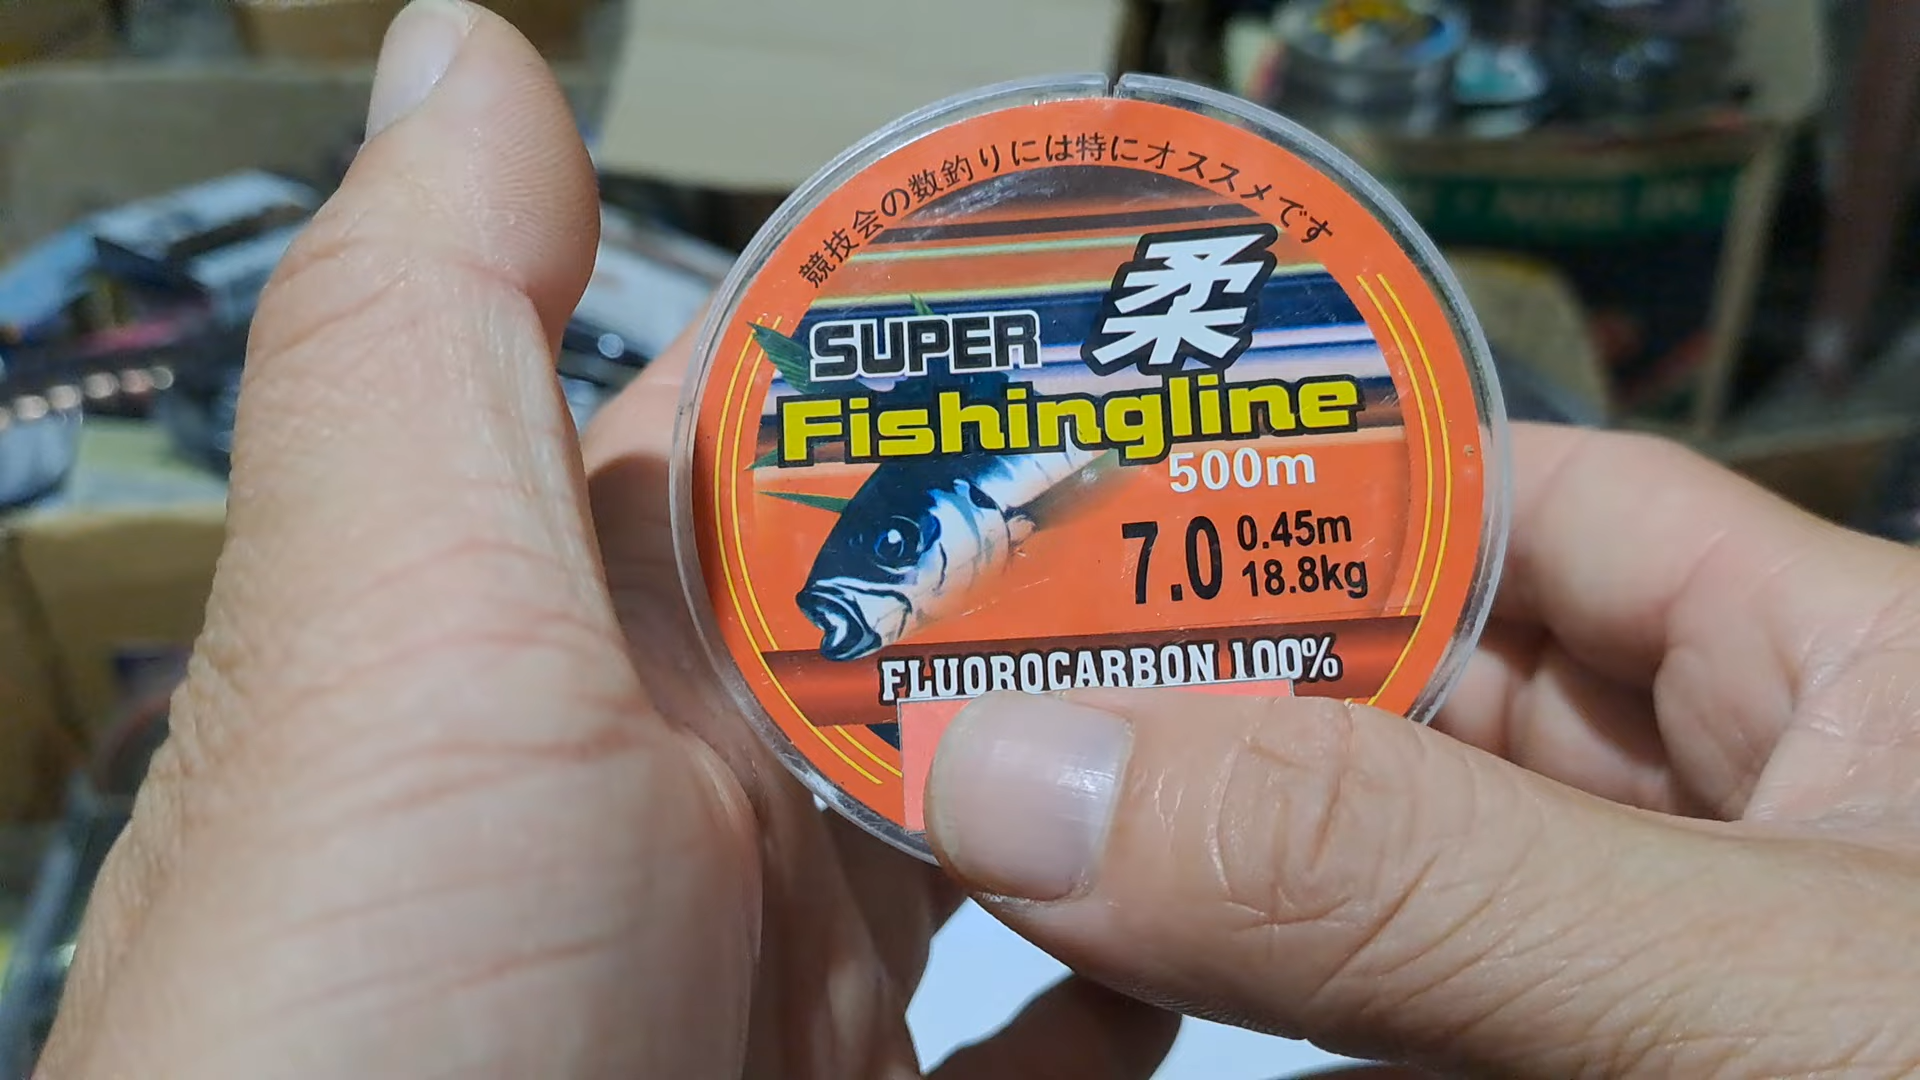 競技会の数釣りには特にオススメです
SUPER 柔
Fishingline
500m
7.0
0.45m
18.8kg
FLUOROCARBON 100%